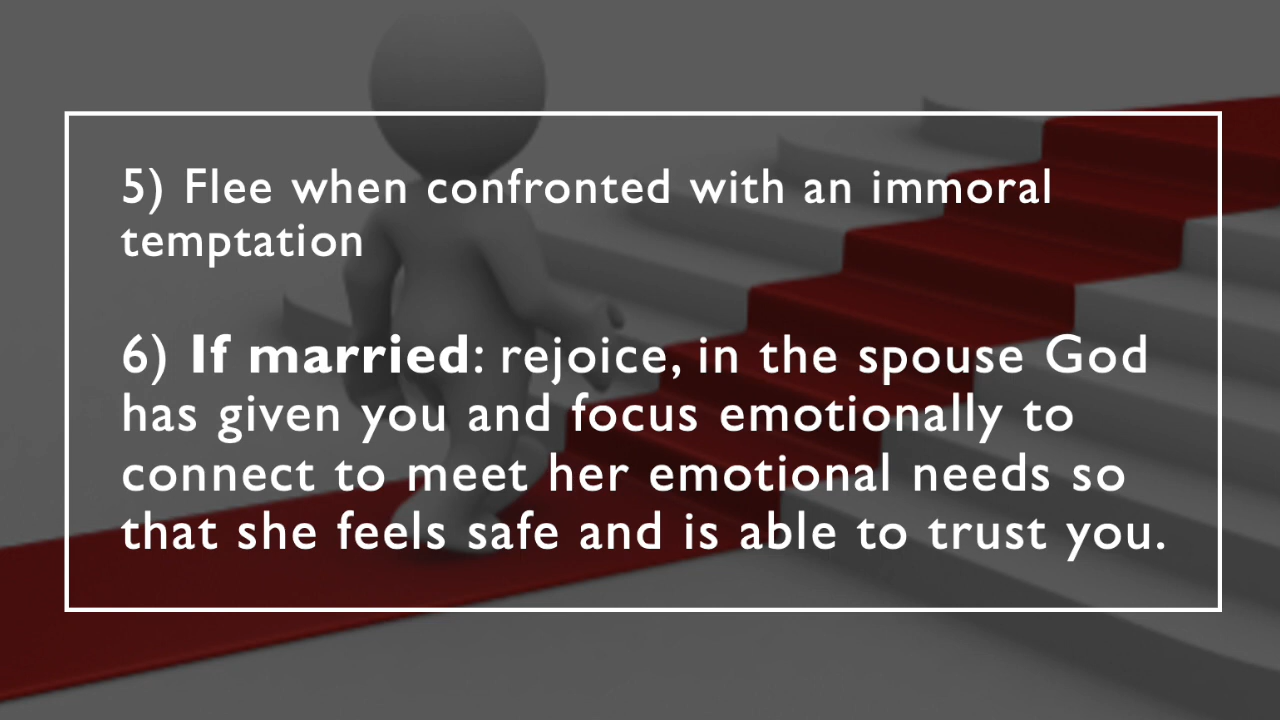 5) Flee when confronted with an immoral
temptation
6) If married: rejoice, in the spouse God
has given you and focus emotionally to
connect to meet her emotional needs so
that she feels safe and is able to trust you.